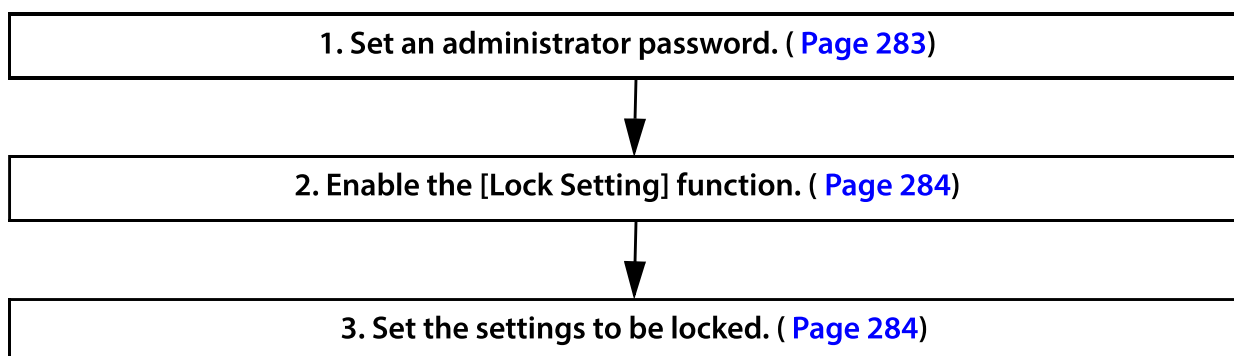 1. Set an administrator password. ( Page 283)
2. Enable the [Lock Setting] function. ( Page 284)
3. Set the settings to be locked. ( Page 284)